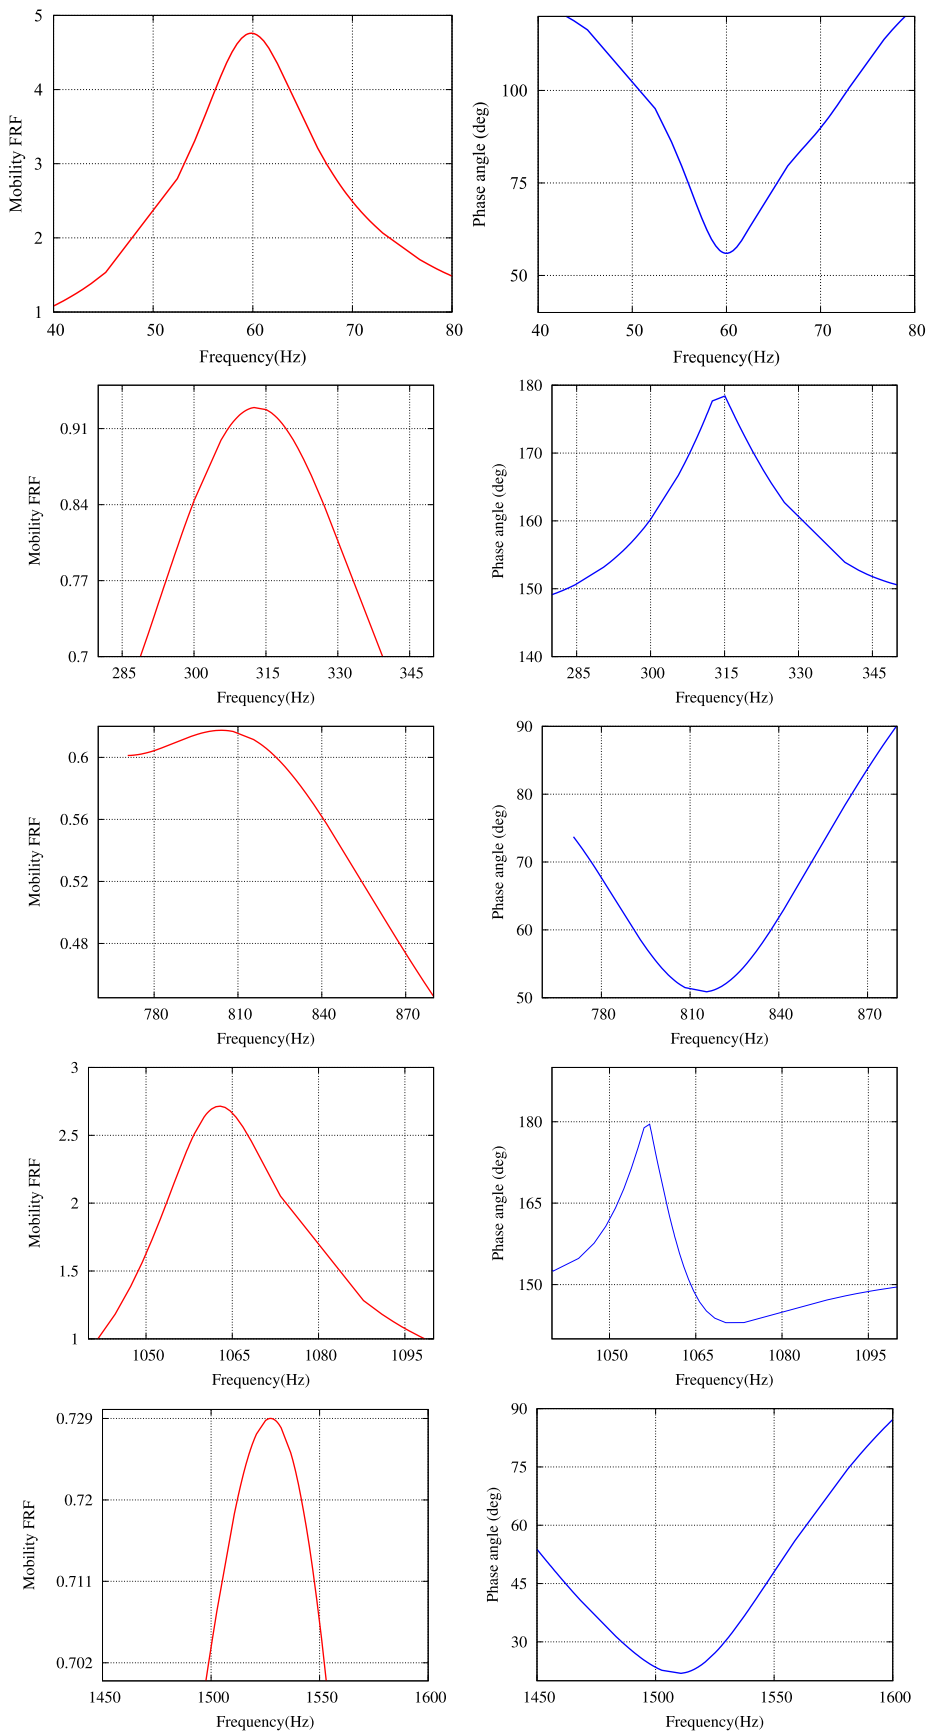 5
4
3
2
1
Mobility FRF
40 50 60 70 80
Frequency(Hz)
100
75
50
Phase angle (deg)
40 50 60 70 80
Frequency(Hz)
0.91
0.84
0.77
0.7
Mobility FRF
285 300 315 330 345
Frequency(Hz)
180
170
160
150
140
Phase angle (deg)
285 300 315 330 345
Frequency(Hz)
0.6
0.56
0.52
0.48
Mobility FRF
780 810 840 870
Frequency(Hz)
90
80
70
60
50
Phase angle (deg)
780 810 840 870
Frequency(Hz)
3
2.5
2
1.5
1
Mobility FRF
1050 1065 1080 1095
Frequency(Hz)
180
165
150
Phase angle (deg)
1050 1065 1080 1095
Frequency(Hz)
0.729
0.72
0.711
0.702
Mobility FRF
1450 1500 1550 1600
Frequency(Hz)
90
75
60
45
30
Phase angle (deg)
1450 1500 1550 1600
Frequency(Hz)